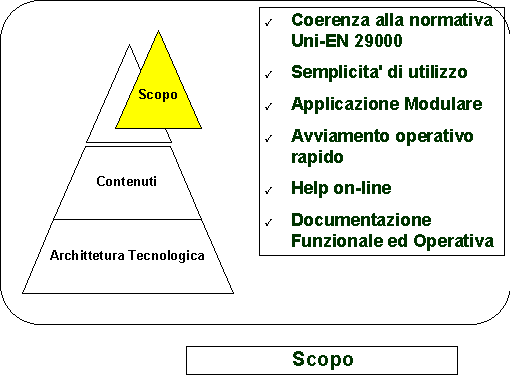 Scopo
Contenuti
Archittetura Tecnologica
✓ Coerenza alla normativa
Uni-EN 29000
✓ Semplicita' di utilizzo
✓ Applicazione Modulare
✓ Avviamento operativo
rapido
✓ Help on-line
✓ Documentazione
Funzionale ed Operativa
Scopo